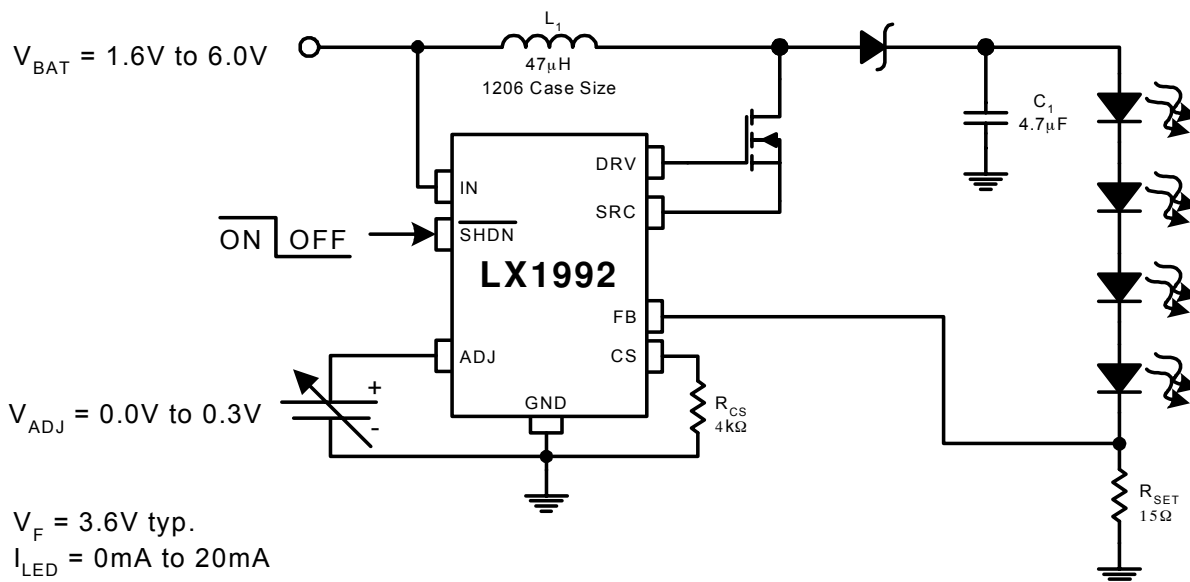 L₁
47μH
1206 Case Size
V_BAT = 1.6V to 6.0V
C₁
4.7μF
DRV
IN
SRC
SHDN
ON OFF
LX1992
FB
ADJ
CS
R_CS
4kΩ
GND
+
-
V_ADJ = 0.0V to 0.3V
R_SET
15Ω
V_F = 3.6V typ.
I_LED = 0mA to 20mA